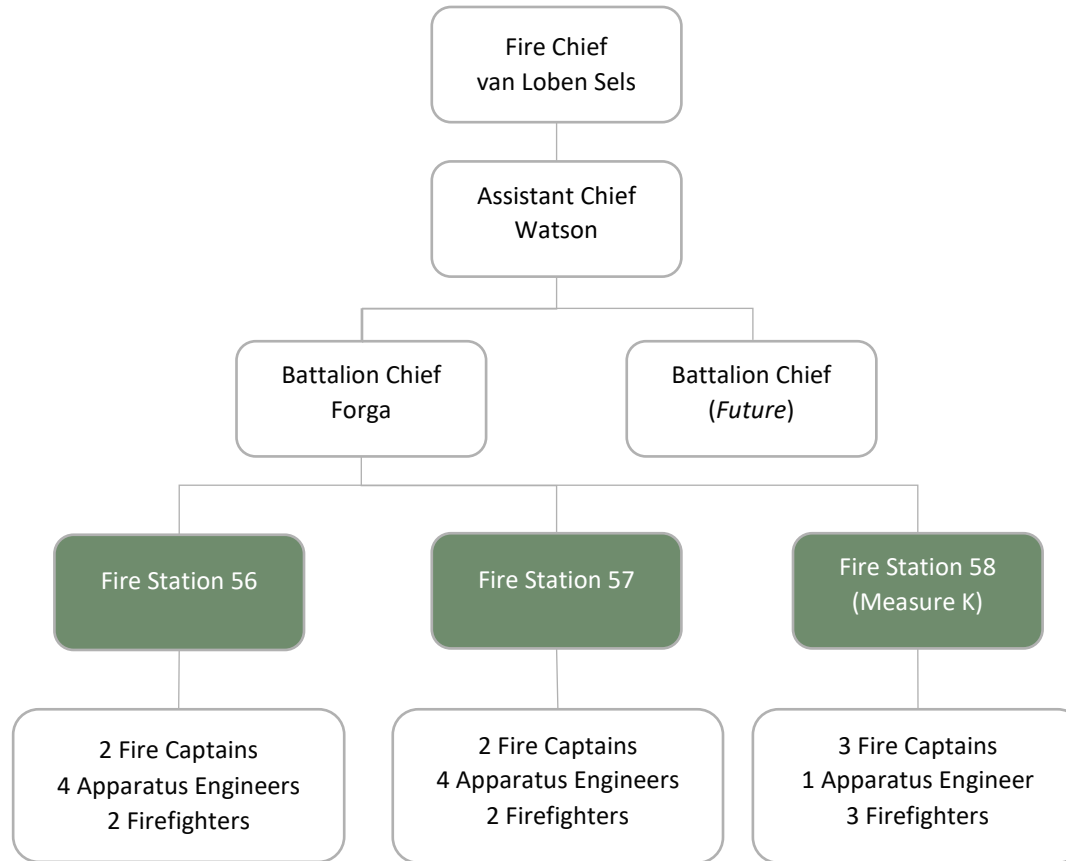 Fire Chief
van Loben Sels
Assistant Chief
Watson
Battalion Chief
Forga
Battalion Chief
(Future)
Fire Station 56
Fire Station 57
Fire Station 58
(Measure K)
2 Fire Captains
4 Apparatus Engineers
2 Firefighters
2 Fire Captains
4 Apparatus Engineers
2 Firefighters
3 Fire Captains
1 Apparatus Engineer
3 Firefighters